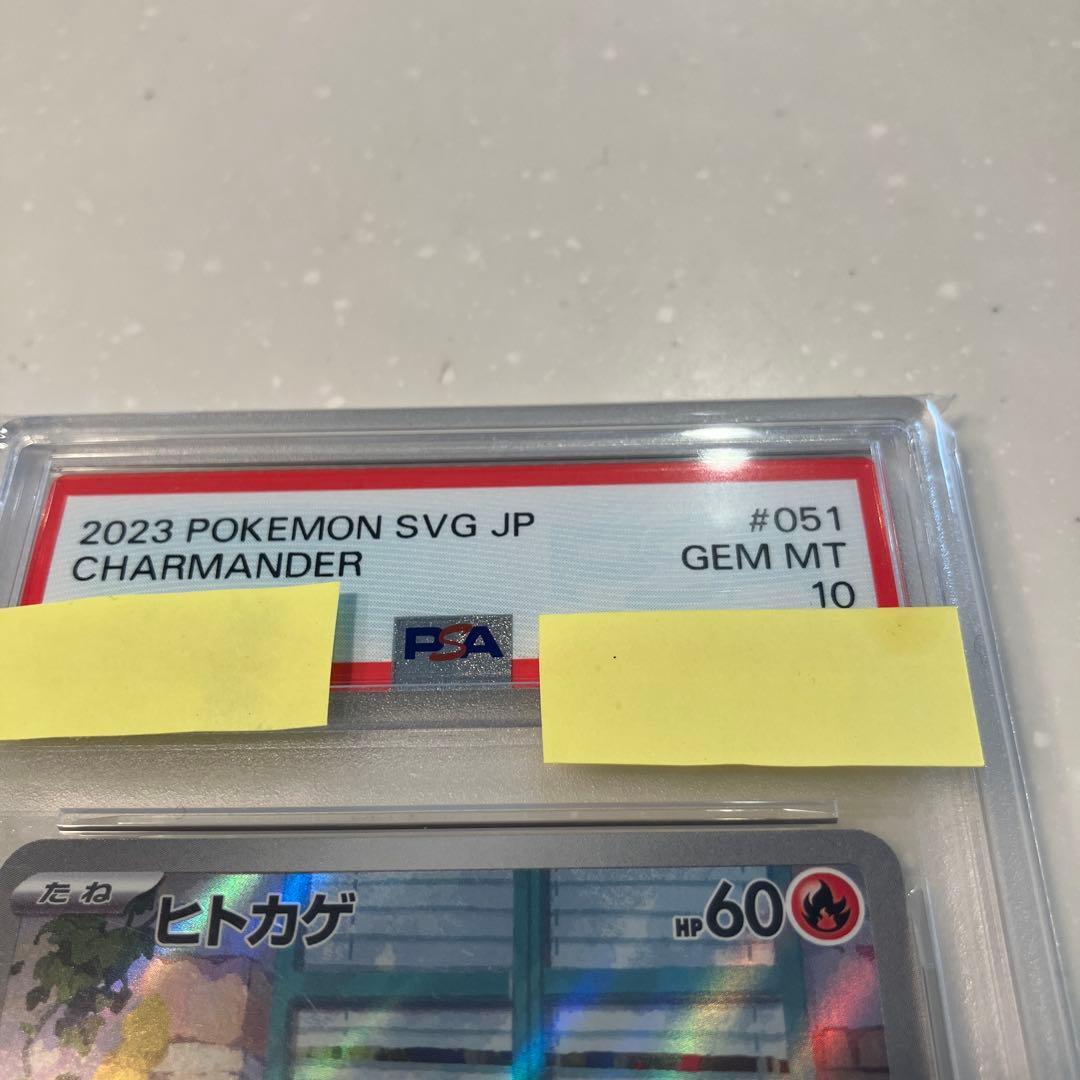 2023 POKEMON SVG JP #051
CHARMANDER GEM MT
10
PSA
たね ヒトカゲ HP60